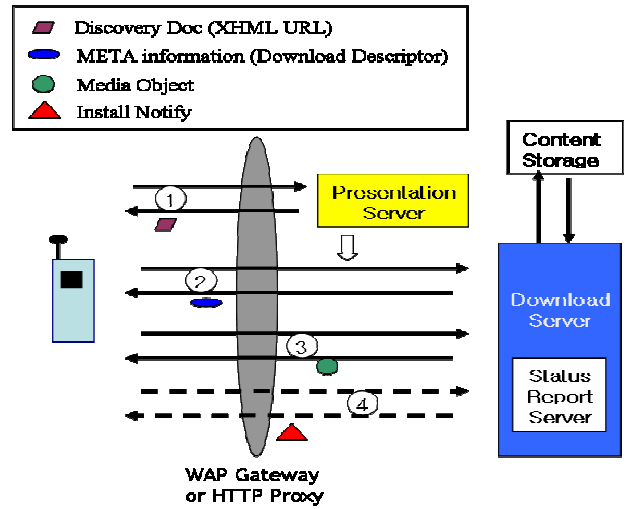 Discovery Doc (XHML URL)
META information (Download Descriptor)
Media Object
Install Notify
Content
Storage
1
Presentation
Server
2
Download
Server
3
Status
Report
Server
4
WAP Gateway
or HTTP Proxy